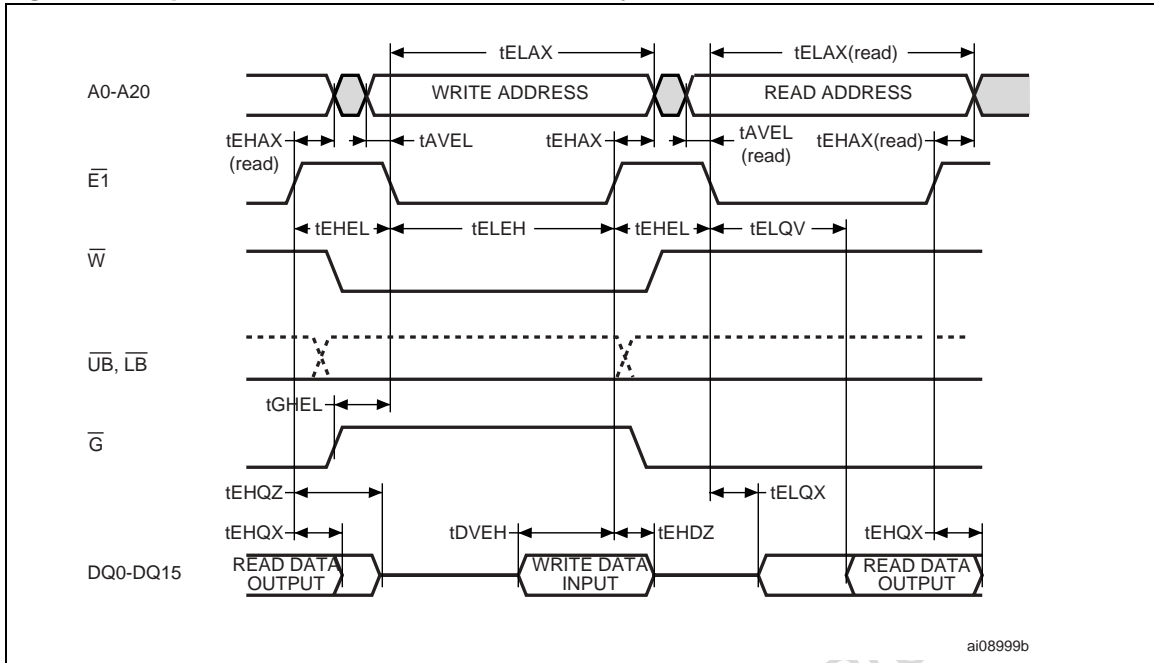 tELAX
tELAX(read)
A0-A20
WRITE ADDRESS
READ ADDRESS
tEHAX
(read)
tAVEL
tEHAX
tAVEL
(read)
tEHAX(read)
E1
tEHEL
tELEH
tEHEL
tELQV
W
UB, LB
tGHEL
G
tEHQZ
tELQX
tEHQX
tDVEH
tEHDZ
tEHQX
DQ0-DQ15
READ DATA
OUTPUT
WRITE DATA
INPUT
READ DATA
OUTPUT
ai08999b